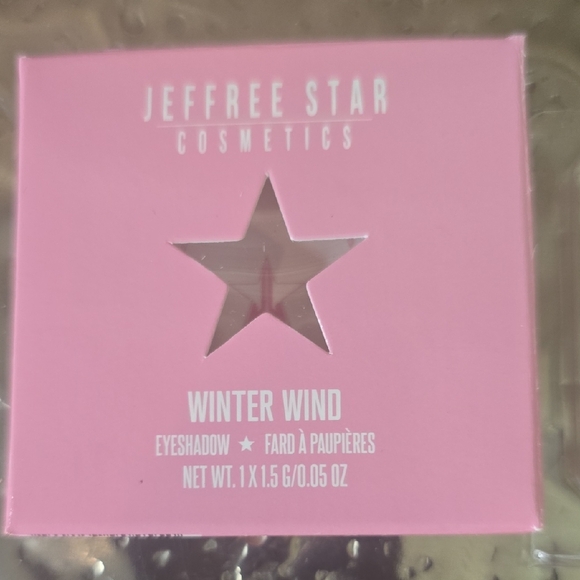 JEFFREE STAR
COSMETICS
WINTER WIND
EYESHADOW ★ FARD À PAUPIÈRES
NET WT. 1 X 1.5 G/0.05 OZ